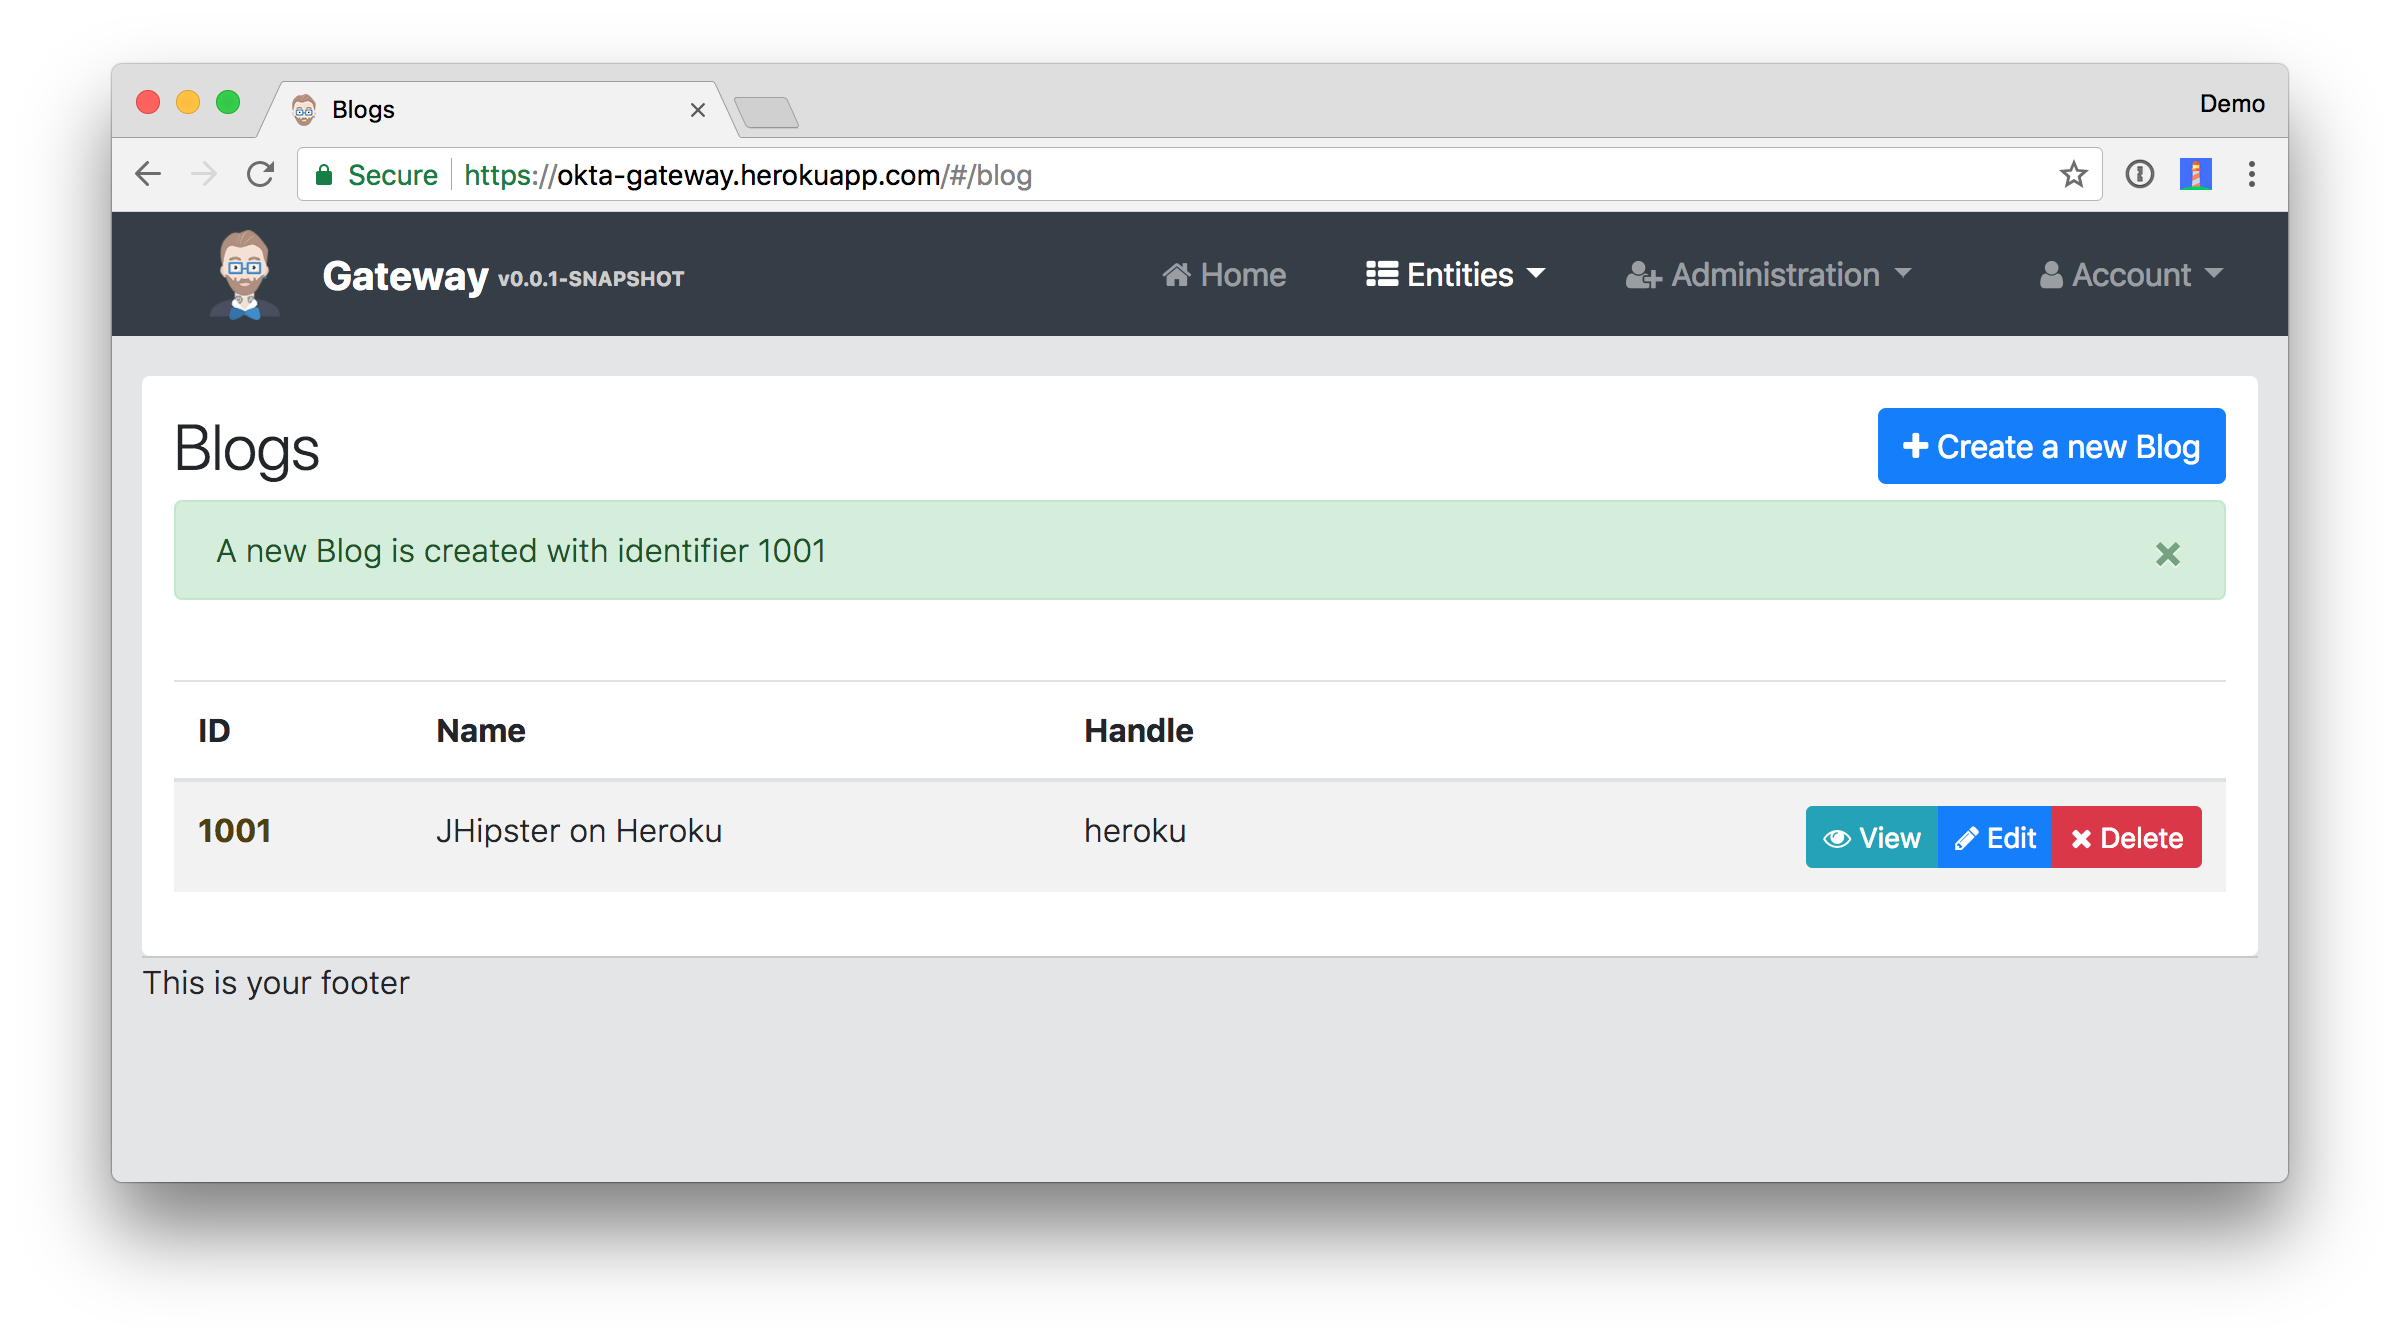 Blogs
Demo
Secure https://okta-gateway.herokuapp.com/#/blog
Gateway v0.0.1-SNAPSHOT Home Entities Administration Account
Blogs
Create a new Blog
A new Blog is created with identifier 1001
ID Name Handle
1001 JHipster on Heroku heroku View Edit Delete
This is your footer